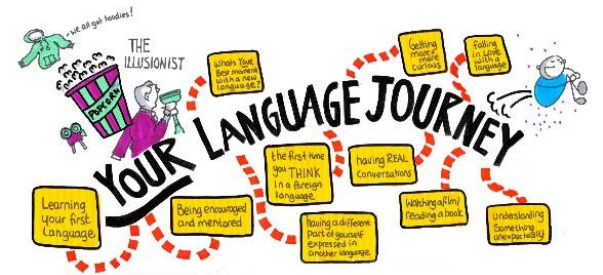 - we all got hoodies!
THE
ILLUSIONIST
POPCORN
YOUR LANGUAGE JOURNEY
Whats Your
Best moment
with a new
language?
Getting
more &
more
curious
falling
in Love
with a
language
the first time
you THINK
in a foreign
language
having REAL
conversations
Learning
your first
Language
Being encouraged
and mentored
having a different
part of yourself
expressed in
another language
Watching a film/
reading a book
understanding
Something
unexpectedly!